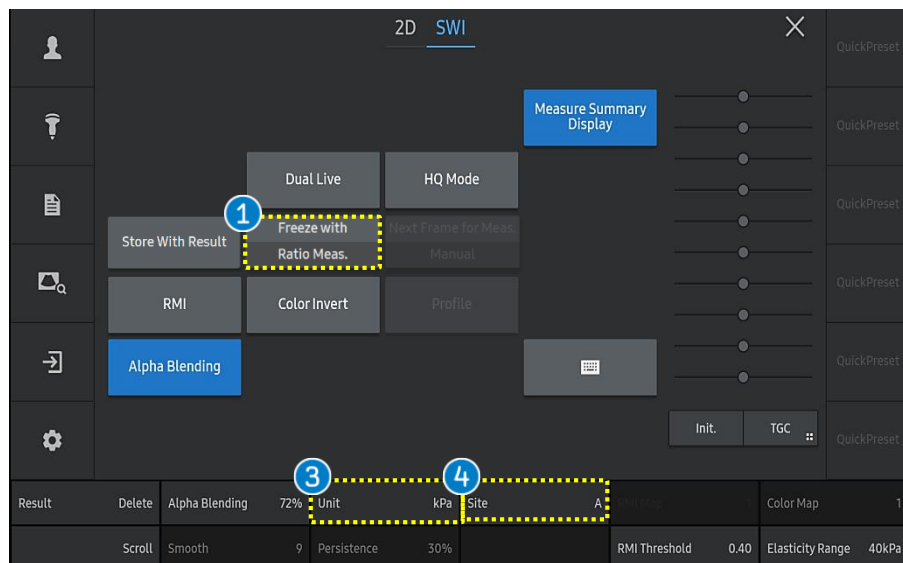 2D SWI
QuickPreset
Measure Summary
Display
QuickPreset
Dual Live HQ Mode
1
QuickPreset
Store With Result
Freeze with
Ratio Meas.
Next Frame for Meas.
Manual
QuickPreset
RMI Color Invert Profile
Alpha Blending
QuickPreset
Init. TGC
QuickPreset
3 4
Result Delete Alpha Blending 72% Unit kPa Site A Color Map 1
Scroll Smooth 9 Persistence 30% RMI Threshold 0.40 Elasticity Range 40kPa